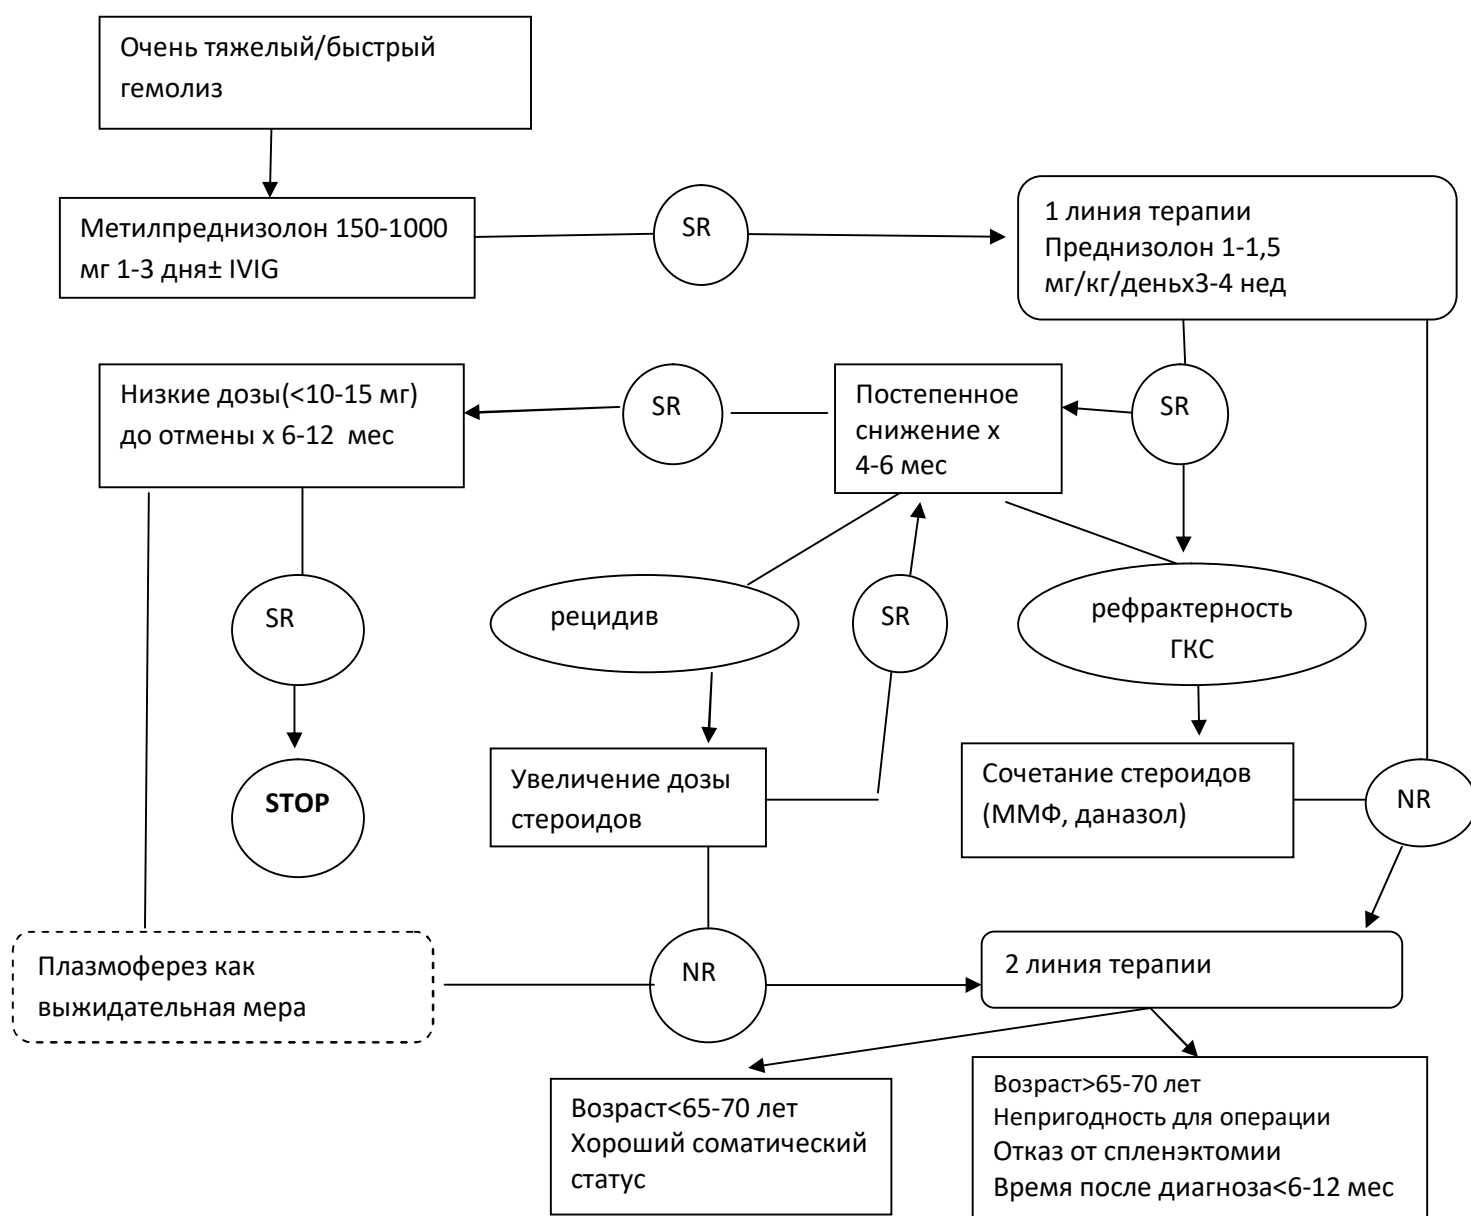 Очень тяжелый/быстрый
гемолиз
Метилпреднизолон 150-1000
мг 1-3 дня± IVIG
SR
1 линия терапии
Преднизолон 1-1,5
мг/кг/деньх3-4 нед
Низкие дозы(<10-15 мг)
до отмены х 6-12 мес
SR
Постепенное
снижение х
4-6 мес
SR
SR
рецидив
SR
рефрактерность
ГКС
STOP
Увеличение дозы
стероидов
Сочетание стероидов
(ММФ, даназол)
NR
Плазмоферез как
выжидательная мера
NR
2 линия терапии
Возраст<65-70 лет
Хороший соматический
статус
Возраст>65-70 лет
Непригодность для операции
Отказ от спленэктомии
Время после диагноза<6-12 мес